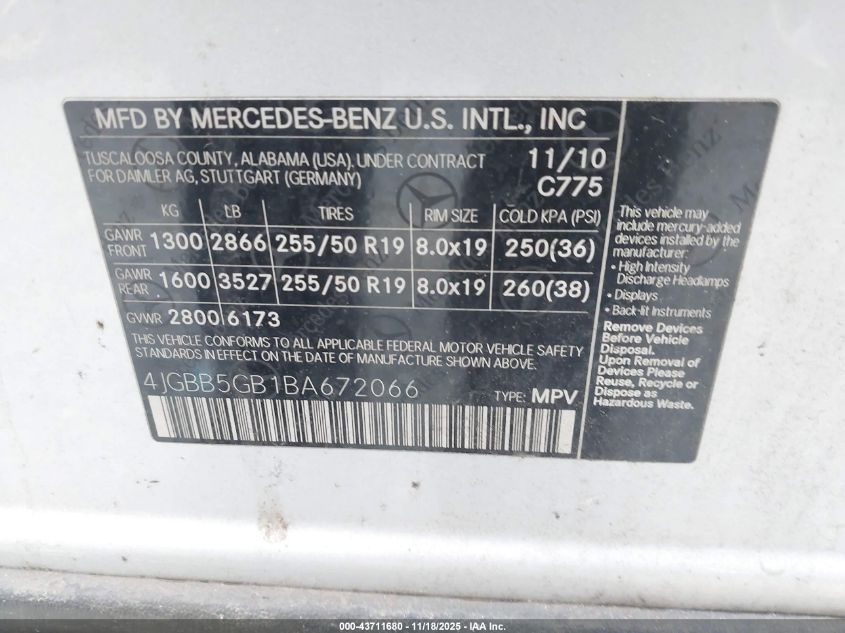 MFD BY MERCEDES-BENZ U.S. INTL., INC
TUSCALOOSA COUNTY, ALABAMA (USA), UNDER CONTRACT
FOR DAIMLER AG, STUTTGART (GERMANY)
11/10
C775
KG LB TIRES RIM SIZE COLD KPA (PSI)
GAWR FRONT 1300 2866 255/50 R19 8.0x19 250(36)
GAWR REAR 1600 3527 255/50 R19 8.0x19 260(38)
GVWR 2800 6173
THIS VEHICLE CONFORMS TO ALL APPLICABLE FEDERAL MOTOR VEHICLE SAFETY
STANDARDS IN EFFECT ON THE DATE OF MANUFACTURE SHOWN ABOVE.
4JGBB5GB1BA672066 TYPE: MPV
This vehicle may
include mercury-added
devices installed by the
manufacturer:
• High Intensity
Discharge Headlamps
• Displays
• Back-lit Instruments
Remove Devices
Before Vehicle
Disposal.
Upon Removal of
Devices Please
Reuse, Recycle or
Dispose as
Hazardous Waste.
000-43711680 - 11/18/2025 - IAA, Inc.